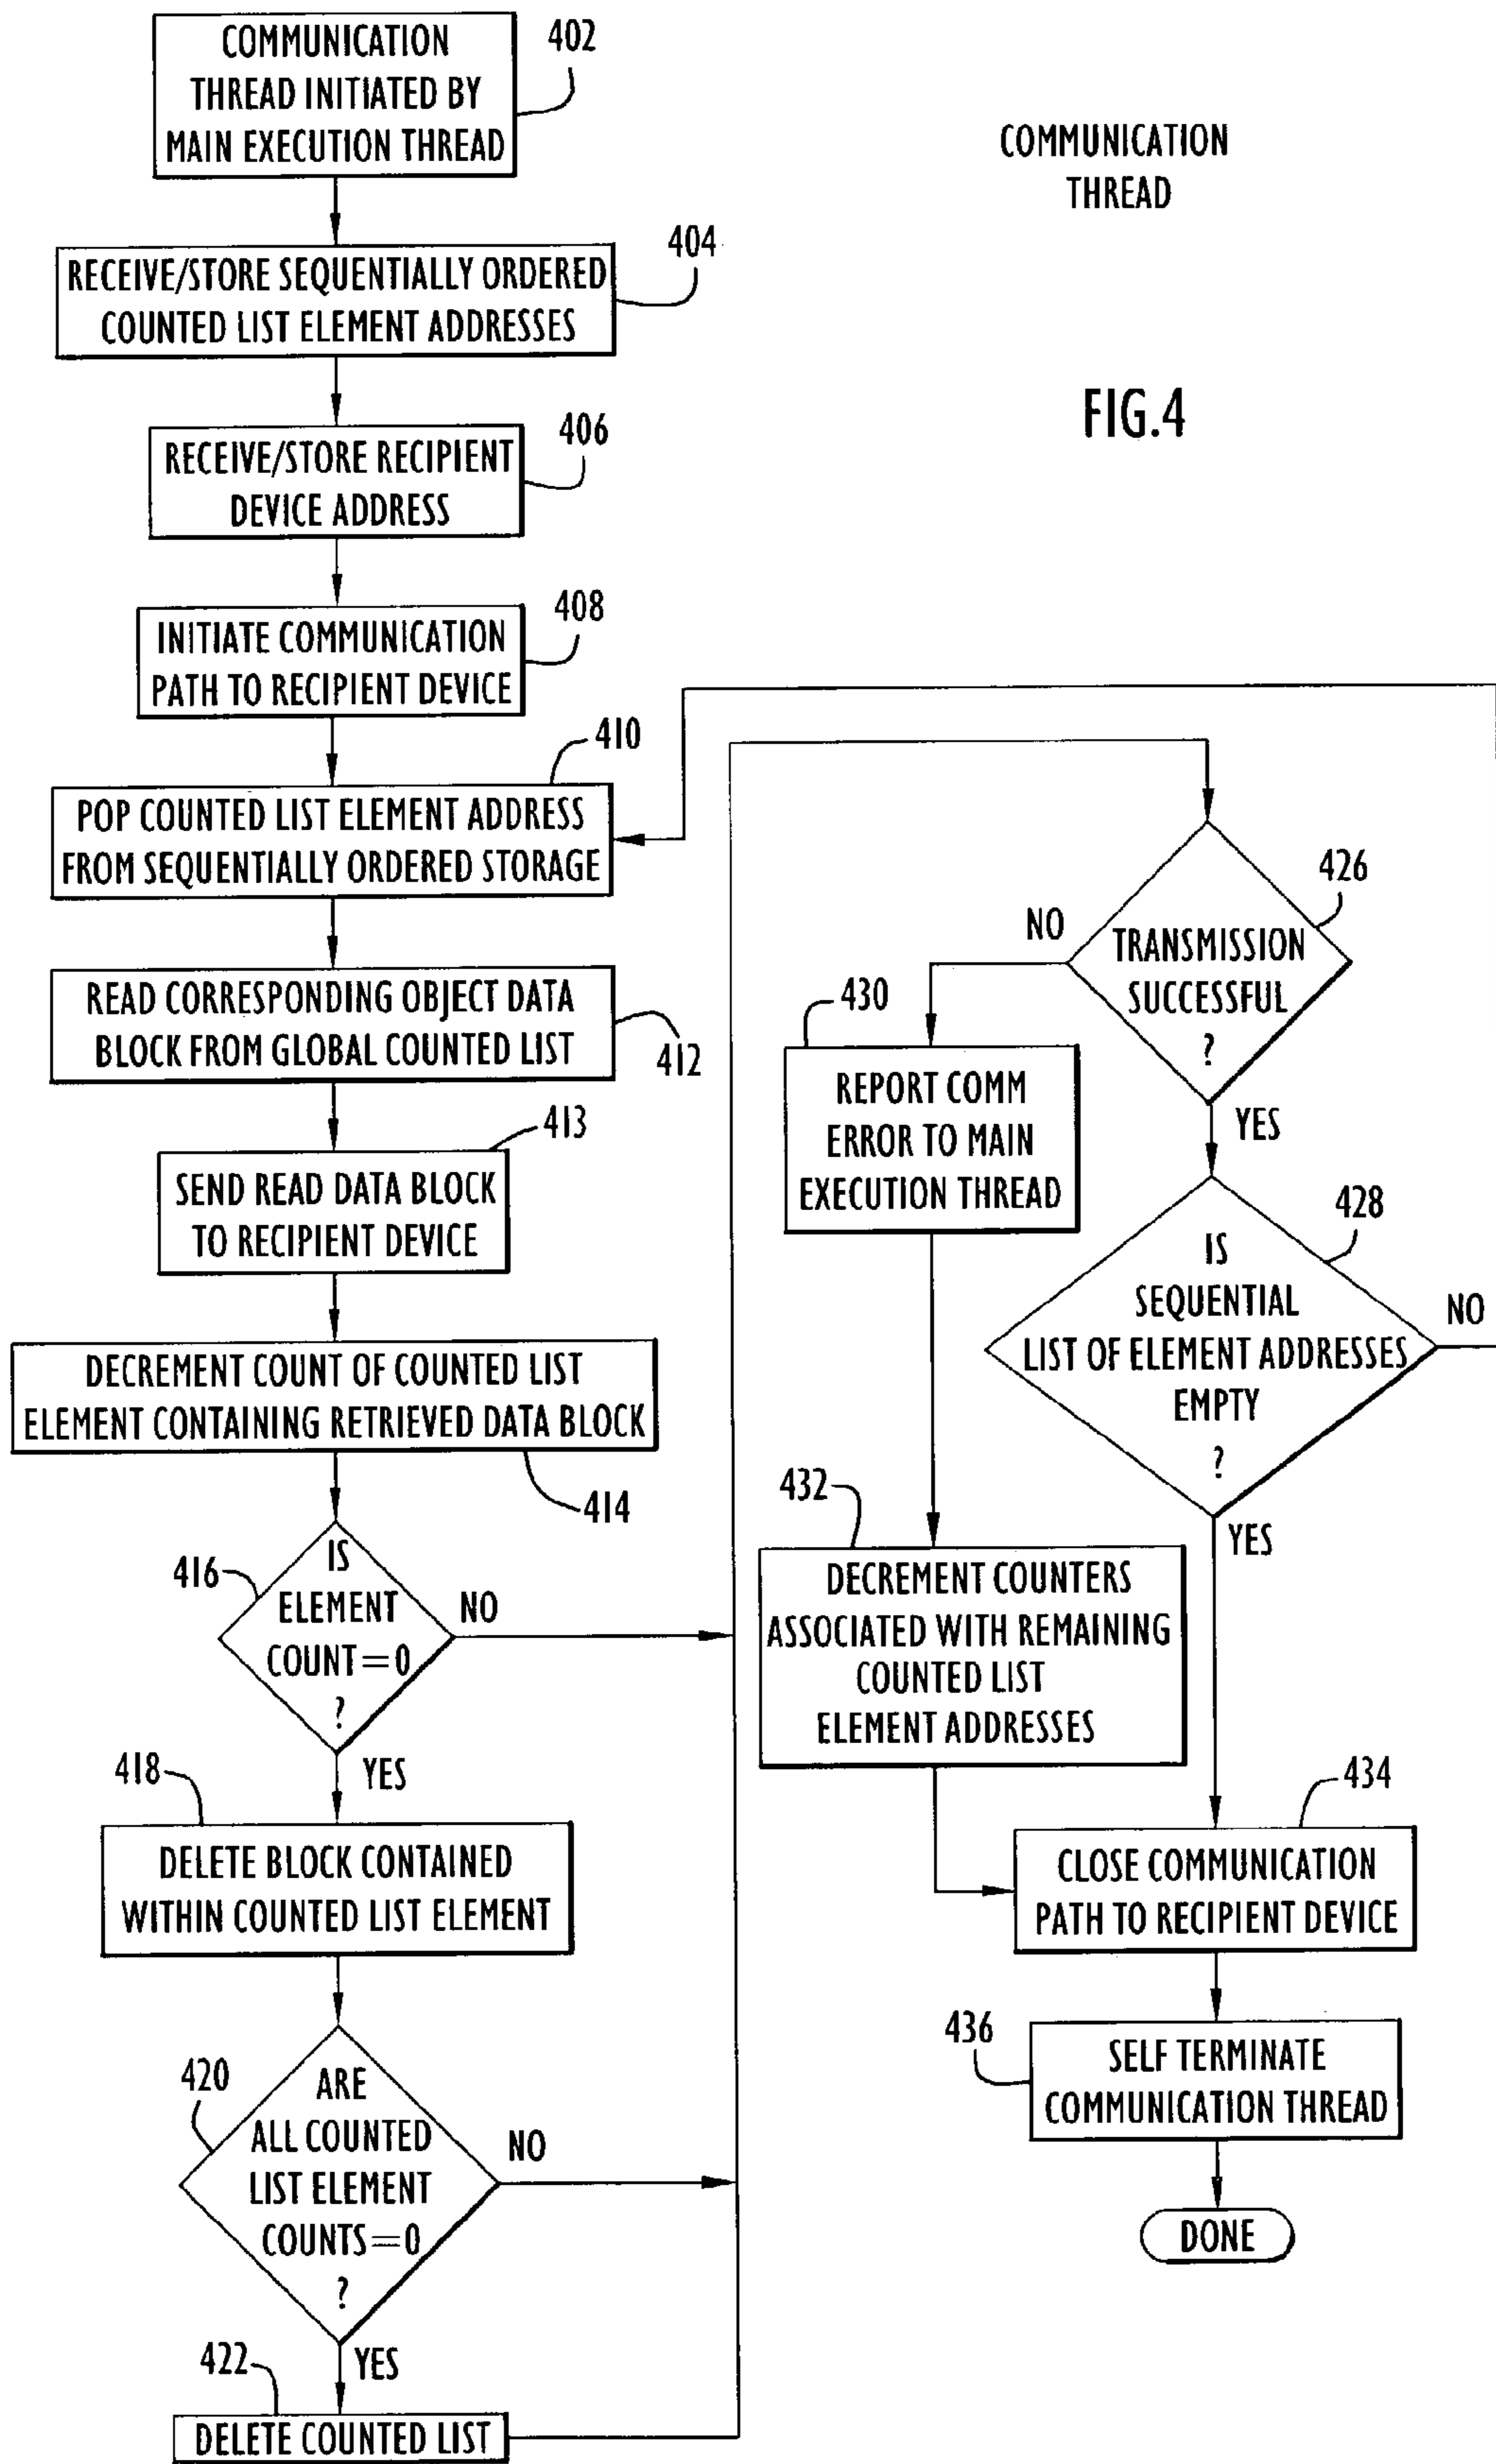 COMMUNICATION
THREAD INITIATED BY
MAIN EXECUTION THREAD
402
RECEIVE/STORE SEQUENTIALLY ORDERED
COUNTED LIST ELEMENT ADDRESSES
404
RECEIVE/STORE RECIPIENT
DEVICE ADDRESS
406
INITIATE COMMUNICATION
PATH TO RECIPIENT DEVICE
408
POP COUNTED LIST ELEMENT ADDRESS
FROM SEQUENTIALLY ORDERED STORAGE
410
READ CORRESPONDING OBJECT DATA
BLOCK FROM GLOBAL COUNTED LIST
412
SEND READ DATA BLOCK
TO RECIPIENT DEVICE
413
DECREMENT COUNT OF COUNTED LIST
ELEMENT CONTAINING RETRIEVED DATA BLOCK
414
IS
ELEMENT
COUNT=0
?
416
NO
YES
DELETE BLOCK CONTAINED
WITHIN COUNTED LIST ELEMENT
418
ARE
ALL COUNTED
LIST ELEMENT
COUNTS=0
?
420
NO
YES
DELETE COUNTED LIST
422
COMMUNICATION
THREAD
FIG.4
TRANSMISSION
SUCCESSFUL
?
426
NO
YES
REPORT COMM
ERROR TO MAIN
EXECUTION THREAD
430
IS
SEQUENTIAL
LIST OF ELEMENT ADDRESSES
EMPTY
?
428
NO
YES
DECREMENT COUNTERS
ASSOCIATED WITH REMAINING
COUNTED LIST
ELEMENT ADDRESSES
432
CLOSE COMMUNICATION
PATH TO RECIPIENT DEVICE
434
SELF TERMINATE
COMMUNICATION THREAD
436
DONE